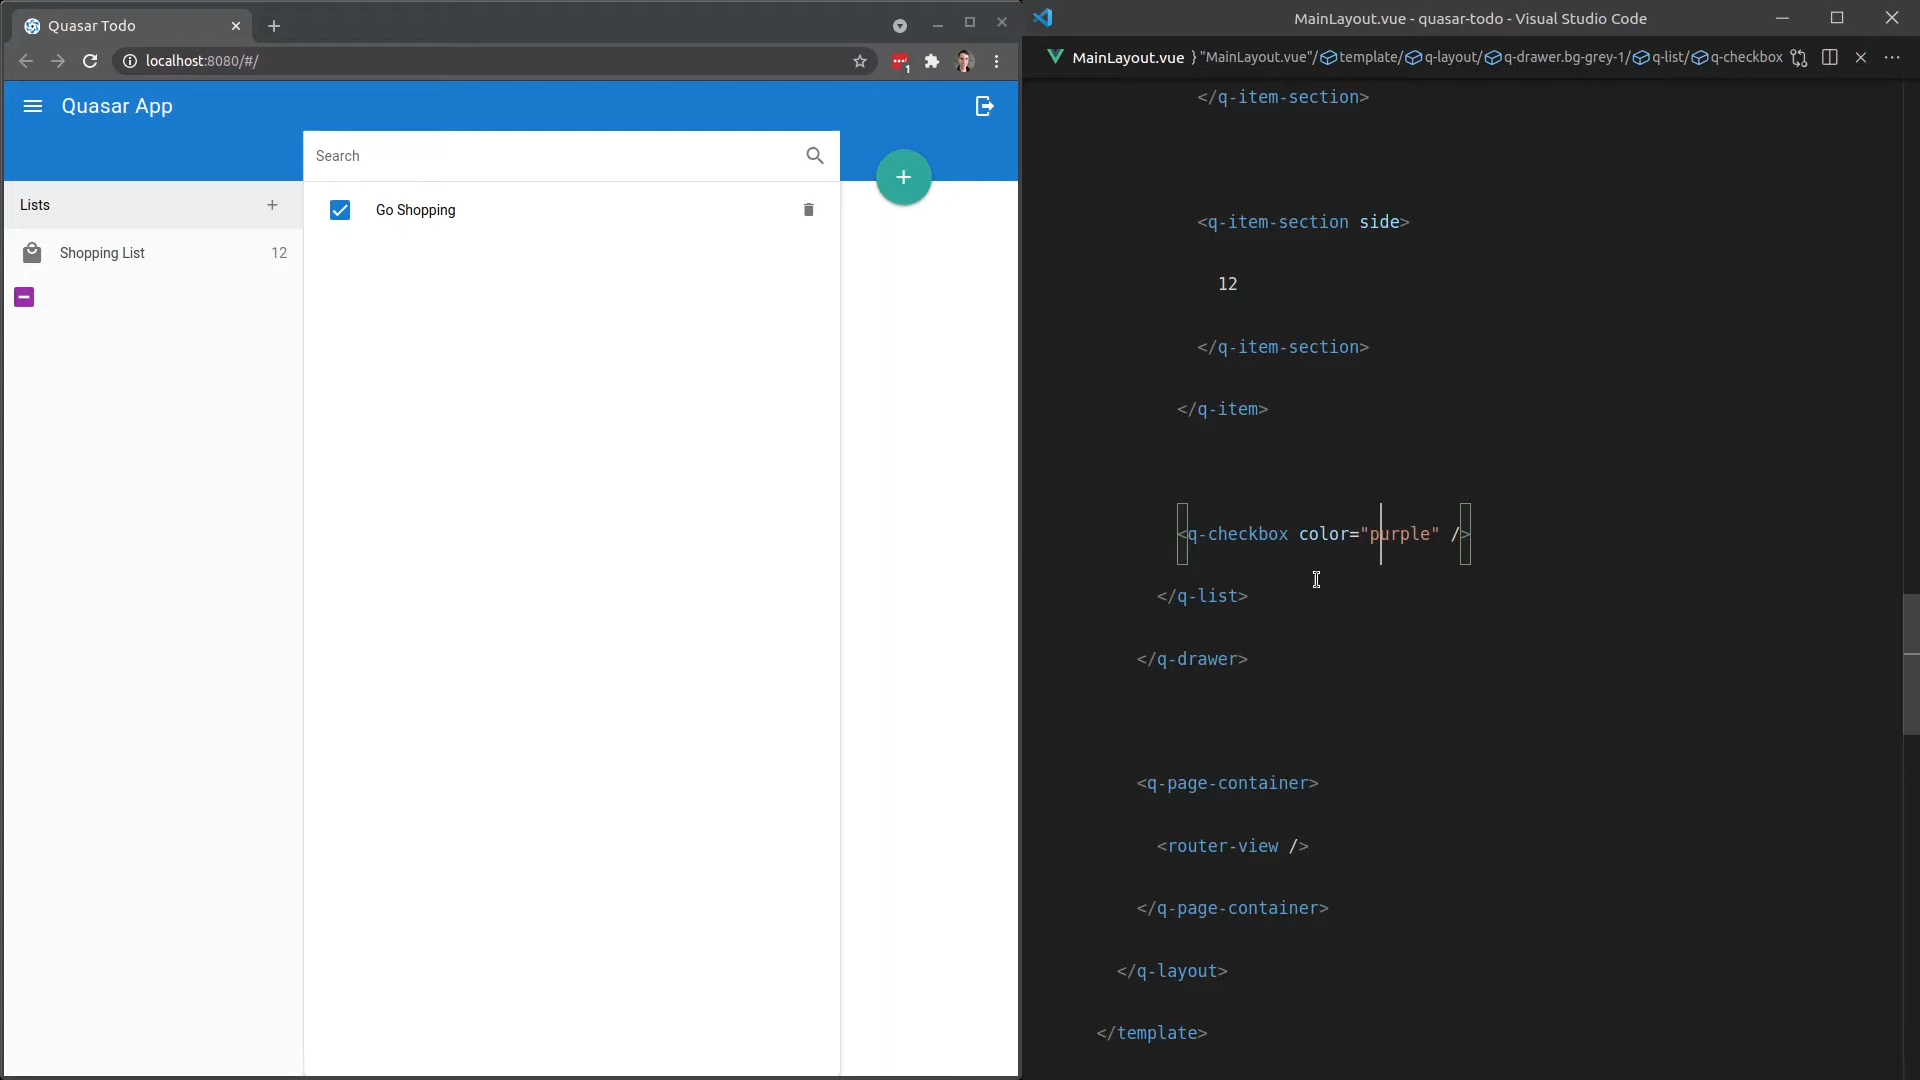 Quasar Todo
localhost:8080/#/
1
Quasar App
Search
Lists
Go Shopping
Shopping List
12
MainLayout.vue - quasar-todo - Visual Studio Code
MainLayout.vue } "MainLayout.vue"/ template/ q-layout/ q-drawer.bg-grey-1/ q-list/ q-checkbox
</q-item-section>
<q-item-section side>
12
</q-item-section>
</q-item>
<q-checkbox color="purple" />
</q-list>
</q-drawer>
<q-page-container>
<router-view />
</q-page-container>
</q-layout>
</template>